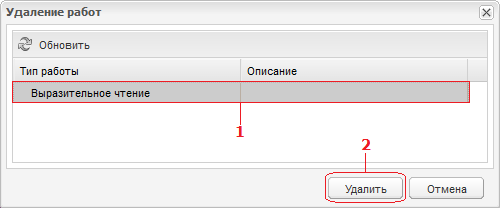 Удаление работ
Обновить
Тип работы Описание
Выразительное чтение
1
2
Удалить Отмена